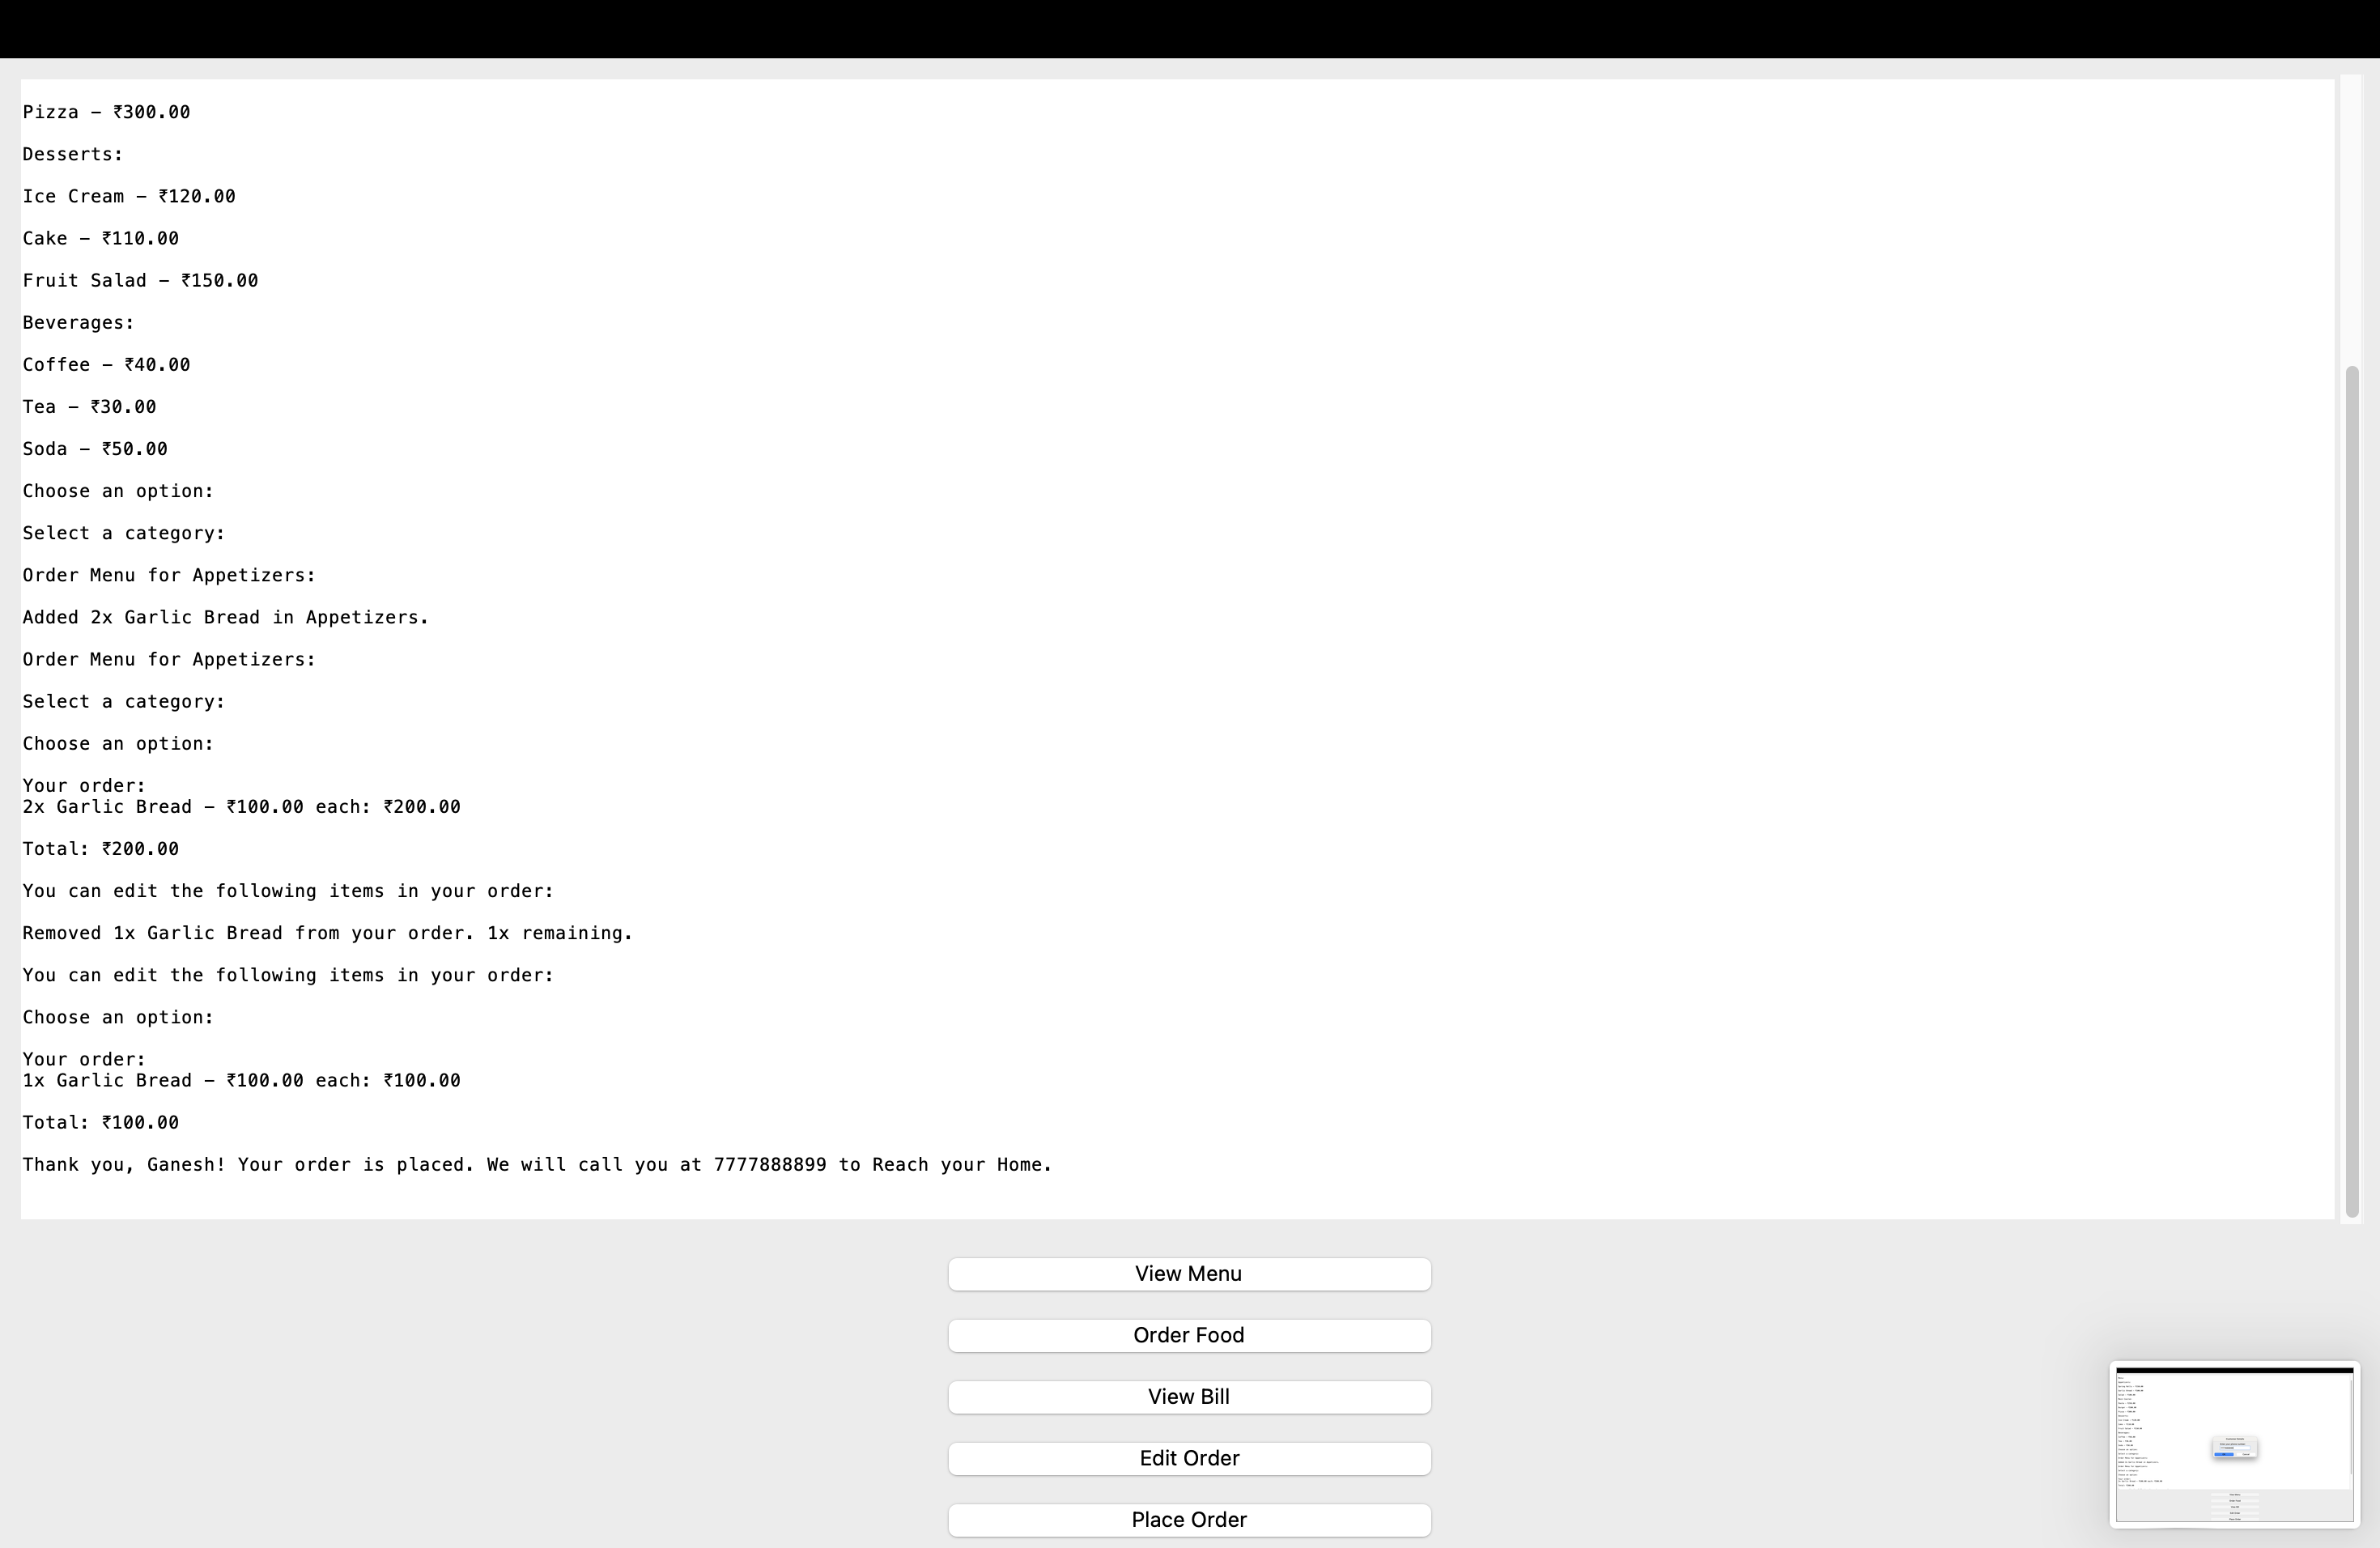 Pizza – ₹300.00
Desserts:
Ice Cream – ₹120.00
Cake – ₹110.00
Fruit Salad – ₹150.00
Beverages:
Coffee – ₹40.00
Tea – ₹30.00
Soda – ₹50.00
Choose an option:
Select a category:
Order Menu for Appetizers:
Added 2x Garlic Bread in Appetizers.
Order Menu for Appetizers:
Select a category:
Choose an option:
Your order:
2x Garlic Bread – ₹100.00 each: ₹200.00
Total: ₹200.00
You can edit the following items in your order:
Removed 1x Garlic Bread from your order. 1x remaining.
You can edit the following items in your order:
Choose an option:
Your order:
1x Garlic Bread – ₹100.00 each: ₹100.00
Total: ₹100.00
Thank you, Ganesh! Your order is placed. We will call you at 7777888899 to Reach your Home.
View Menu
Order Food
View Bill
Edit Order
Place Order